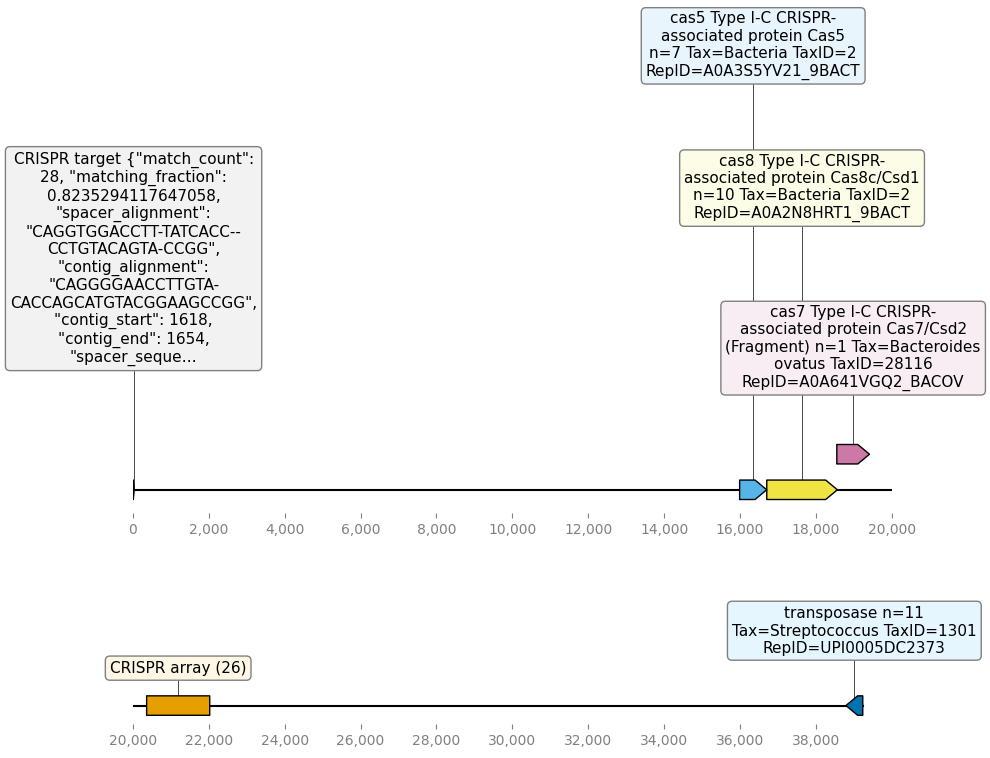 cas5 Type I-C CRISPR-
associated protein Cas5
n=7 Tax=Bacteria TaxID=2
RepID=A0A3S5YV21_9BACT
CRISPR target {"match_count":
28, "matching_fraction":
0.8235294117647058,
"spacer_alignment":
"CAGGTGGACCTT-TATCACC--
CCTGTACAGTA-CCGG",
"contig_alignment":
"CAGGGGAACCTTGTA-
CACCAGCATGTACGGAAGCCGG",
"contig_start": 1618,
"contig_end": 1654,
"spacer_seque...
cas8 Type I-C CRISPR-
associated protein Cas8c/Csd1
n=10 Tax=Bacteria TaxID=2
RepID=A0A2N8HRT1_9BACT
cas7 Type I-C CRISPR-
associated protein Cas7/Csd2
(Fragment) n=1 Tax=Bacteroides
ovatus TaxID=28116
RepID=A0A641VGQ2_BACOV
0 2,000 4,000 6,000 8,000 10,000 12,000 14,000 16,000 18,000 20,000
transposase n=11
Tax=Streptococcus TaxID=1301
RepID=UPI0005DC2373
CRISPR array (26)
20,000 22,000 24,000 26,000 28,000 30,000 32,000 34,000 36,000 38,000